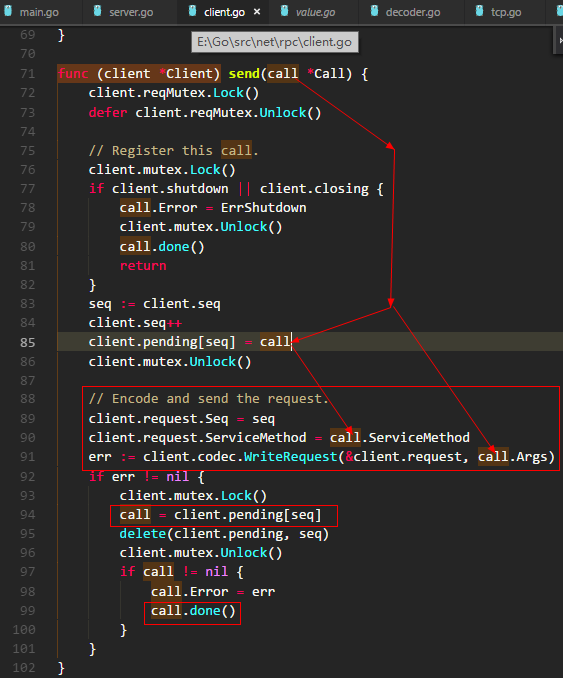 main.go server.go client.go × value.go decoder.go tcp.go
E:\Go\src\net\rpc\client.go
69 }
70
71 func (client *Client) send(call *Call) {
72 client.reqMutex.Lock()
73 defer client.reqMutex.Unlock()
74
75 // Register this call.
76 client.mutex.Lock()
77 if client.shutdown || client.closing {
78 call.Error = ErrShutdown
79 client.mutex.Unlock()
80 call.done()
81 return
82 }
83 seq := client.seq
84 client.seq++
85 client.pending[seq] = call
86 client.mutex.Unlock()
87
88 // Encode and send the request.
89 client.request.Seq = seq
90 client.request.ServiceMethod = call.ServiceMethod
91 err := client.codec.WriteRequest(&client.request, call.Args)
92 if err != nil {
93 client.mutex.Lock()
94 call = client.pending[seq]
95 delete(client.pending, seq)
96 client.mutex.Unlock()
97 if call != nil {
98 call.Error = err
99 call.done()
100 }
101 }
102 }